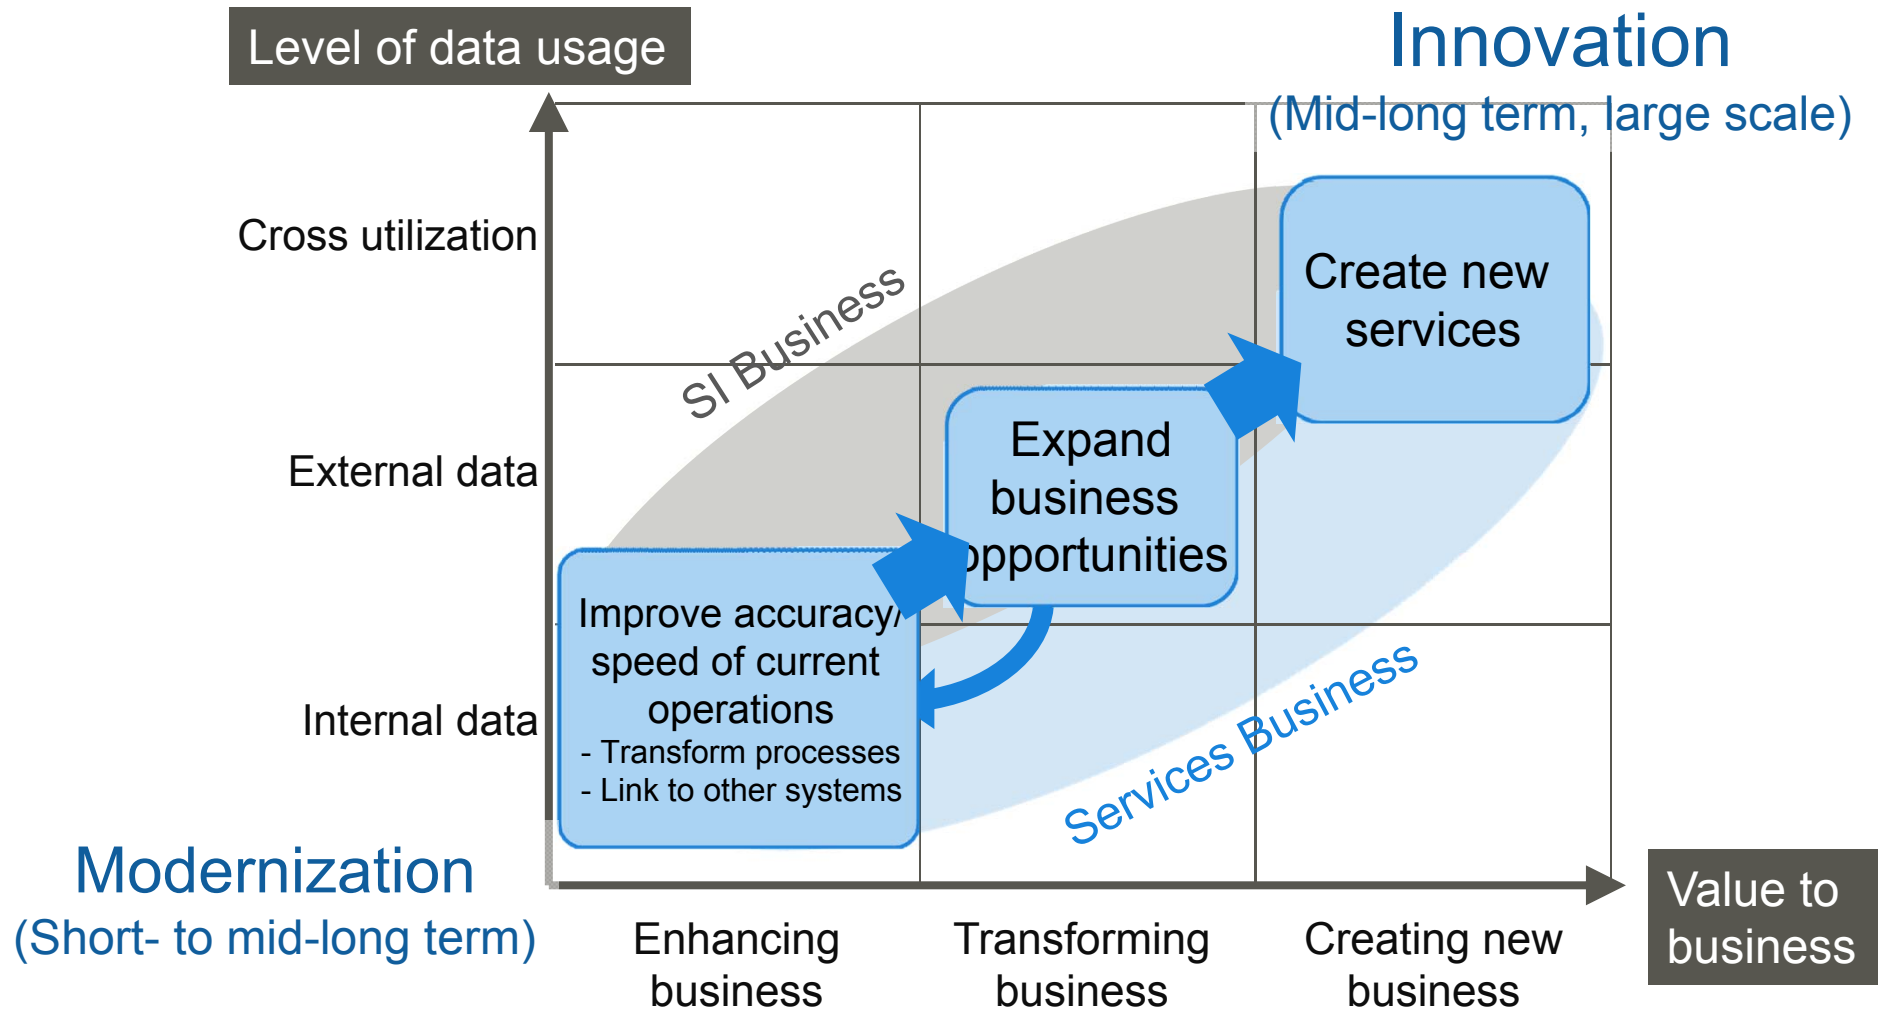 Level of data usage
Innovation
(Mid-long term, large scale)
Cross utilization
Create new
services
SI Business
External data
Expand
business
opportunities
Improve accuracy/
speed of current
operations
- Transform processes
- Link to other systems
Internal data
Services Business
Modernization
(Short- to mid-long term)
Enhancing
business
Transforming
business
Creating new
business
Value to
business